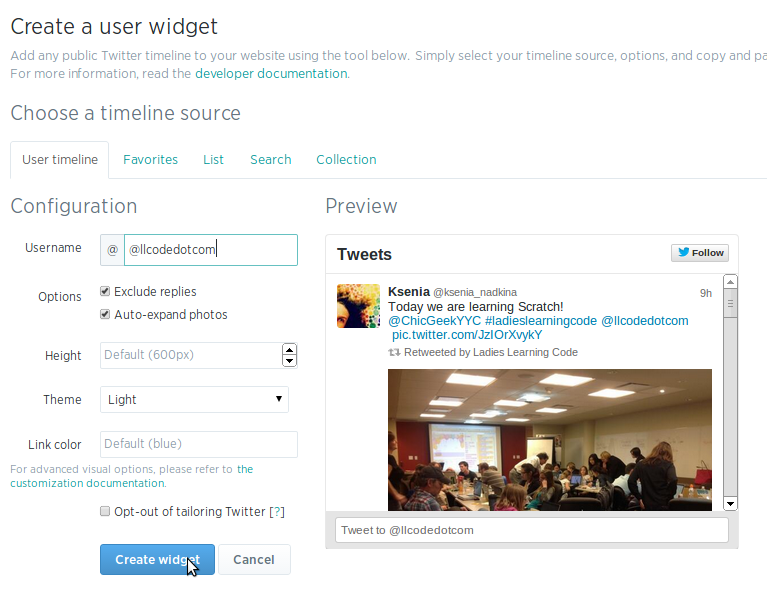 Create a user widget
Add any public Twitter timeline to your website using the tool below. Simply select your timeline source, options, and copy and pa
For more information, read the developer documentation.
Choose a timeline source
User timeline Favorites List Search Collection
Configuration
Username @ @llcodedotcom
Options Exclude replies
Auto-expand photos
Height Default (600px)
Theme Light
Link color Default (blue)
For advanced visual options, please refer to the
customization documentation.
Opt-out of tailoring Twitter [?]
Create widget Cancel
Preview
Tweets Follow
Ksenia @ksenia_nadkina 9h
Today we are learning Scratch!
@ChicGeekYYC #ladieslearningcode @llcodedotcom
pic.twitter.com/JzIOrXvykY
Retweeted by Ladies Learning Code
Tweet to @llcodedotcom